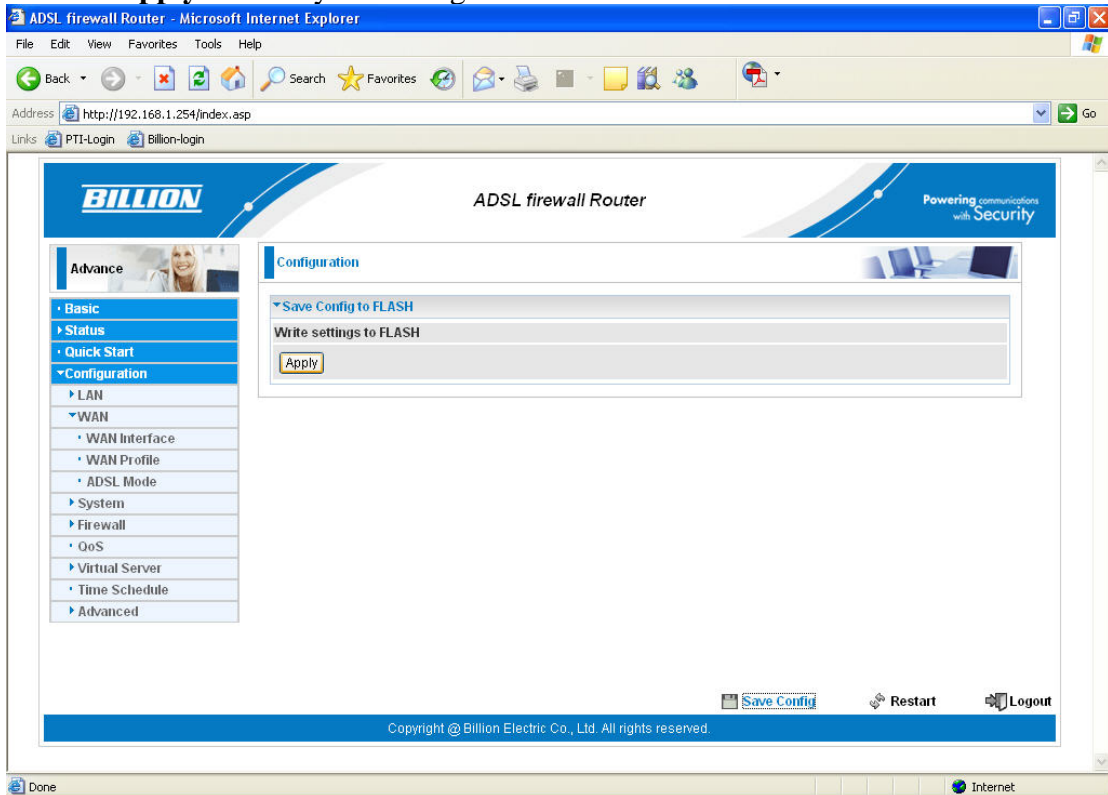 ADSL firewall Router - Microsoft Internet Explorer
File Edit View Favorites Tools Help
Back Search Favorites
Address http://192.168.1.254/index.asp Go
Links PTI-Login Billion-login
BILLION
ADSL firewall Router
Powering communications
with Security
Advance
Configuration
Basic
Status
Quick Start
Configuration
LAN
WAN
WAN Interface
WAN Profile
ADSL Mode
System
Firewall
QoS
Virtual Server
Time Schedule
Advanced
Save Config to FLASH
Write settings to FLASH
Apply
Save Config Restart Logout
Copyright @ Billion Electric Co., Ltd. All rights reserved.
Done Internet